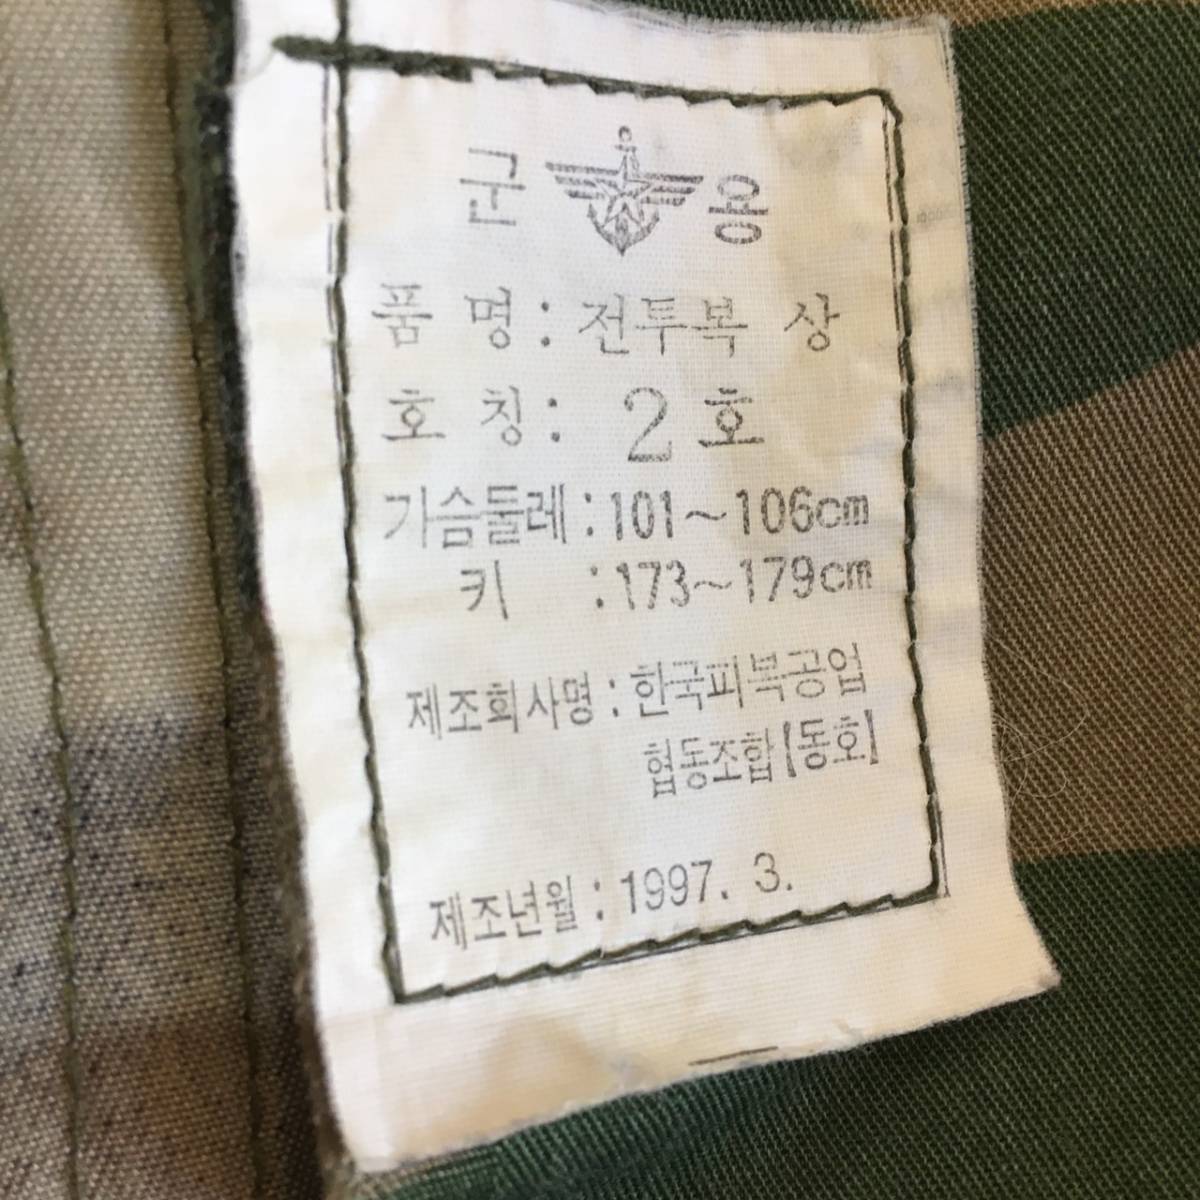 군 용
품 명 : 전투복 상
호 칭 : 2호
가슴둘레 : 101~106cm
키 : 173~179cm
제조회사명 : 한국피복공업
협동조합 [동호]
제조년월 : 1997. 3.